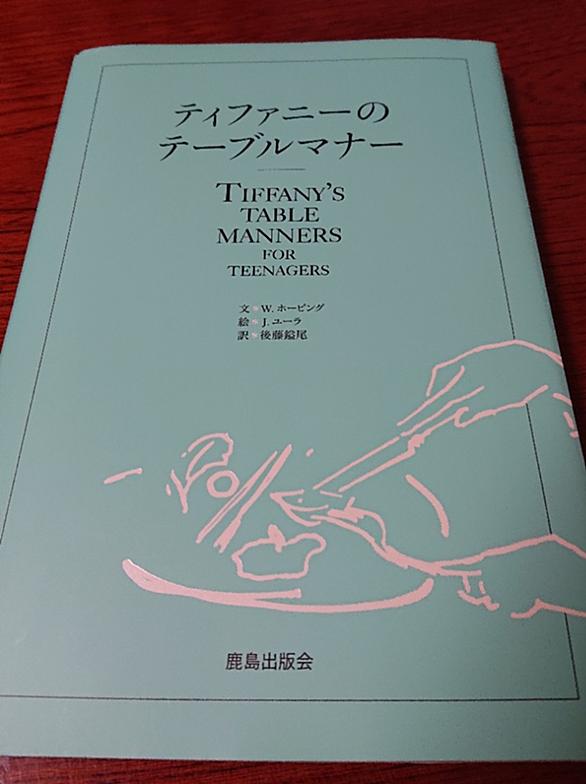 ティファニーの
テーブルマナー
TIFFANY'S
TABLE
MANNERS
FOR
TEENAGERS
文 W. ホービング
絵 J. ユーラ
訳 後藤鎰尾
鹿島出版会